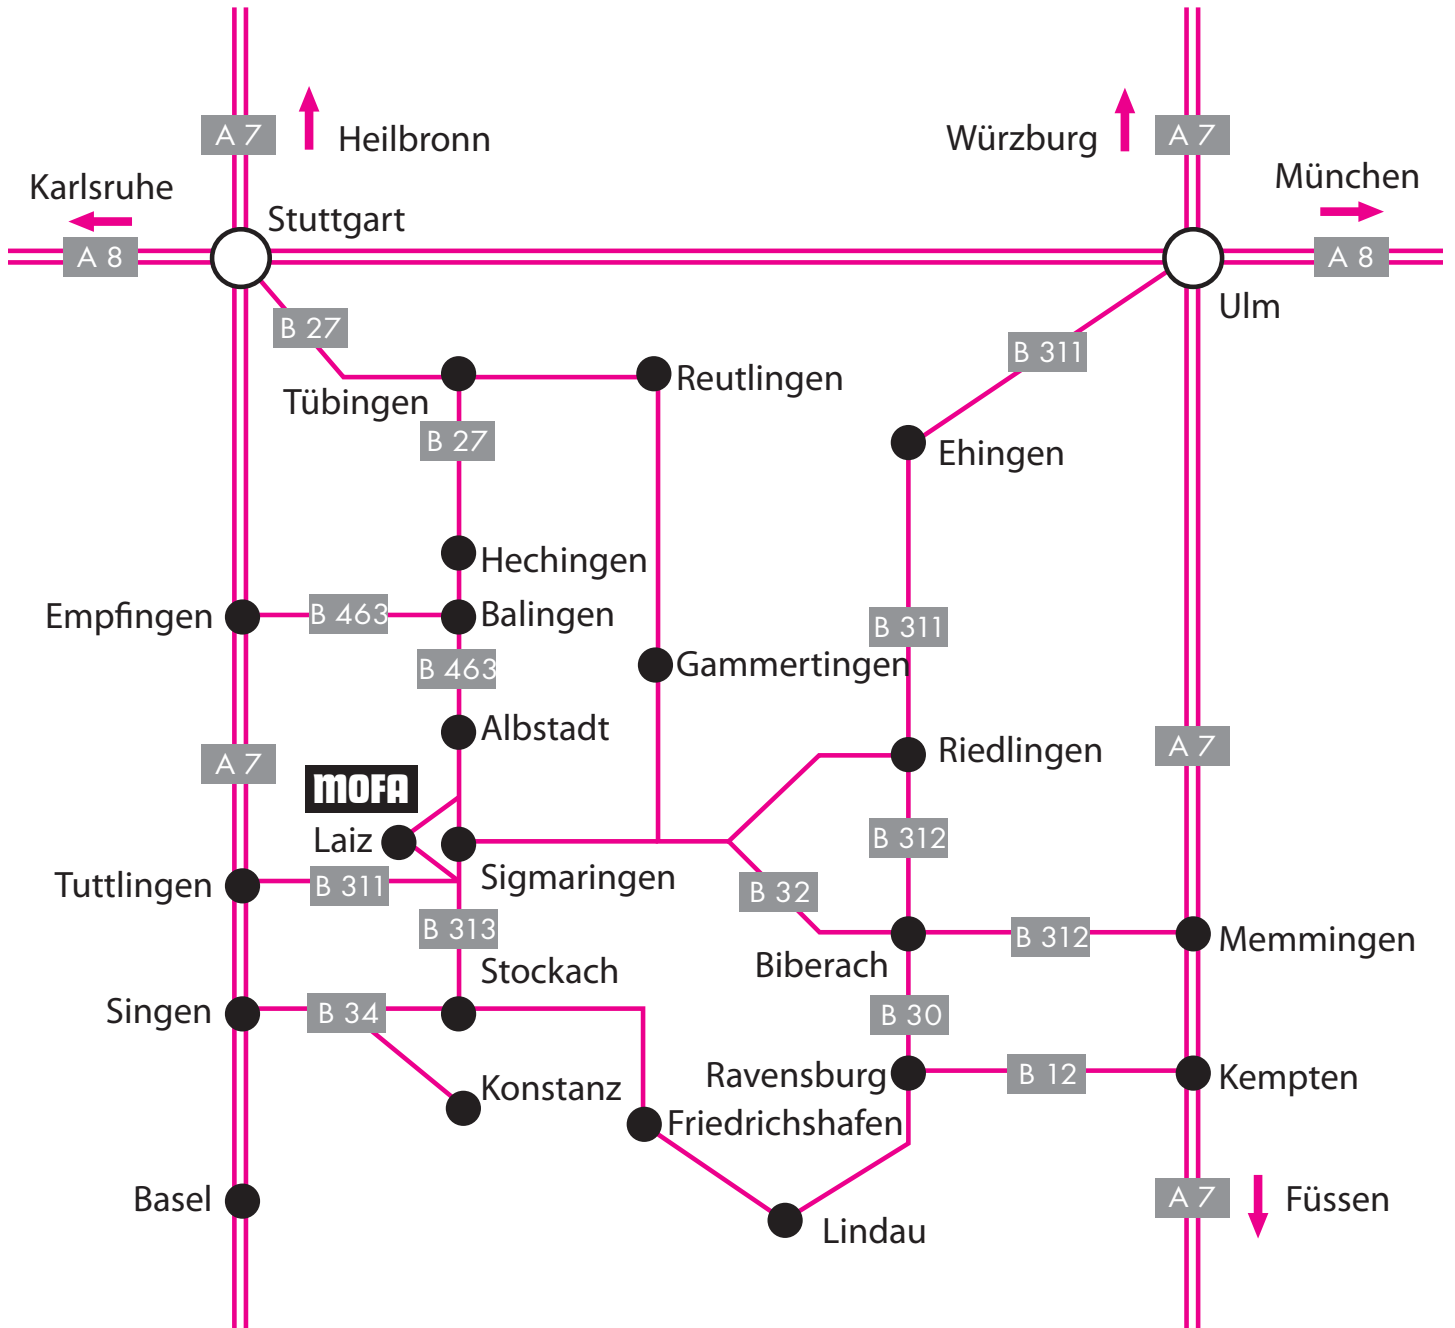 A 7
Heilbronn
Würzburg
A 7
Karlsruhe
München
Stuttgart
A 8
A 8
Ulm
B 27
B 311
Reutlingen
Tübingen
B 27
Ehingen
Hechingen
Empfingen
B 463
Balingen
B 311
B 463
Gammertingen
Albstadt
Riedlingen
A 7
A 7
MOFA
Laiz
B 312
Sigmaringen
Tuttlingen
B 311
B 32
B 313
B 312
Memmingen
Biberach
Stockach
Singen
B 34
B 30
Ravensburg
B 12
Kempten
Konstanz
Friedrichshafen
Basel
A 7
Füssen
Lindau